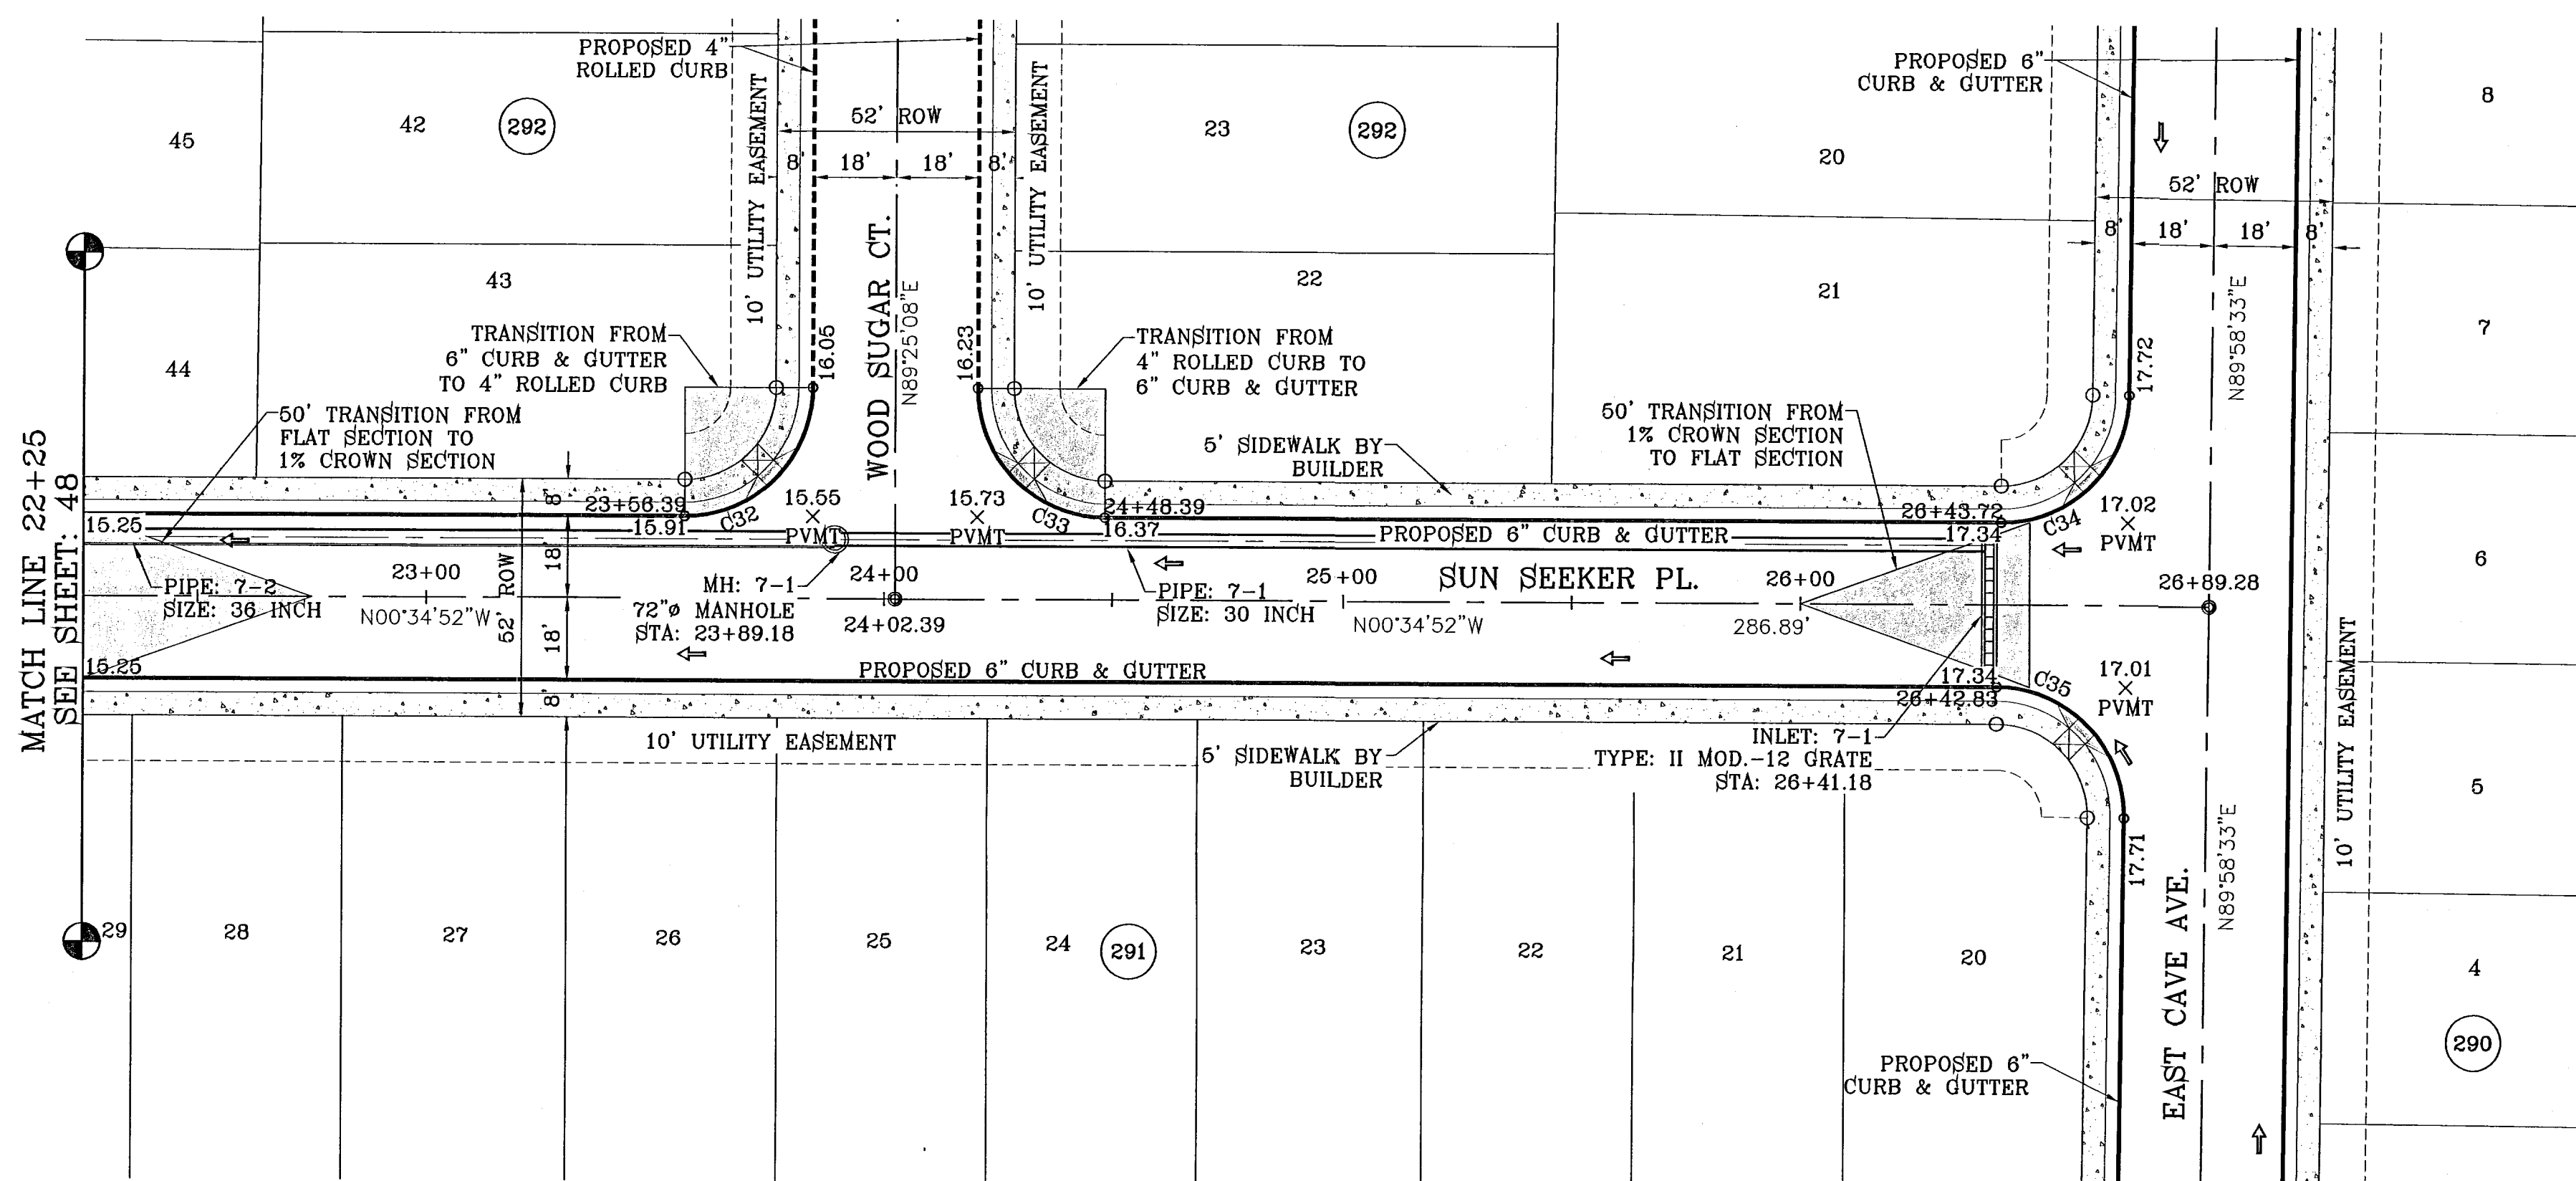 PROPOSED 4"
ROLLED CURB
PROPOSED 6"
CURB & GUTTER
45
42
292
10' UTILITY EASEMENT
52' ROW
8'
18'
18'
8'
10' UTILITY EASEMENT
23
292
20
52' ROW
8'
18'
18'
8'
8
43
22
21
7
WOOD SUGAR CT.
N89°25'08"E
N89°58'33"E
TRANSITION FROM
6" CURB & GUTTER
TO 4" ROLLED CURB
16.05
16.23
TRANSITION FROM
4" ROLLED CURB TO
6" CURB & GUTTER
17.72
44
50' TRANSITION FROM
FLAT SECTION TO
1% CROWN SECTION
5' SIDEWALK BY
BUILDER
50' TRANSITION FROM
1% CROWN SECTION
TO FLAT SECTION
MATCH LINE 22+25
SEE SHEET: 48
15.25
8'
23+56.39
15.91
C32
15.55
PVMT
15.73
PVMT
C33
24+48.39
16.37
PROPOSED 6" CURB & GUTTER
26+43.72
17.34
C34
17.02
PVMT
6
PIPE: 7-2
SIZE: 36 INCH
23+00
N00°34'52"W
52' ROW
18'
18'
MH: 7-1
72"ø MANHOLE
STA: 23+89.18
24+00
24+02.39
PIPE: 7-1
SIZE: 30 INCH
25+00
N00°34'52"W
SUN SEEKER PL.
26+00
286.89'
26+89.28
15.25
8'
PROPOSED 6" CURB & GUTTER
17.34
26+42.83
C35
17.01
PVMT
10' UTILITY EASEMENT
10' UTILITY EASEMENT
5' SIDEWALK BY
BUILDER
INLET: 7-1
TYPE: II MOD.-12 GRATE
STA: 26+41.18
5
17.71
N89°58'33"E
EAST CAVE AVE.
29
28
27
26
25
24
291
23
22
21
20
4
PROPOSED 6"
CURB & GUTTER
290